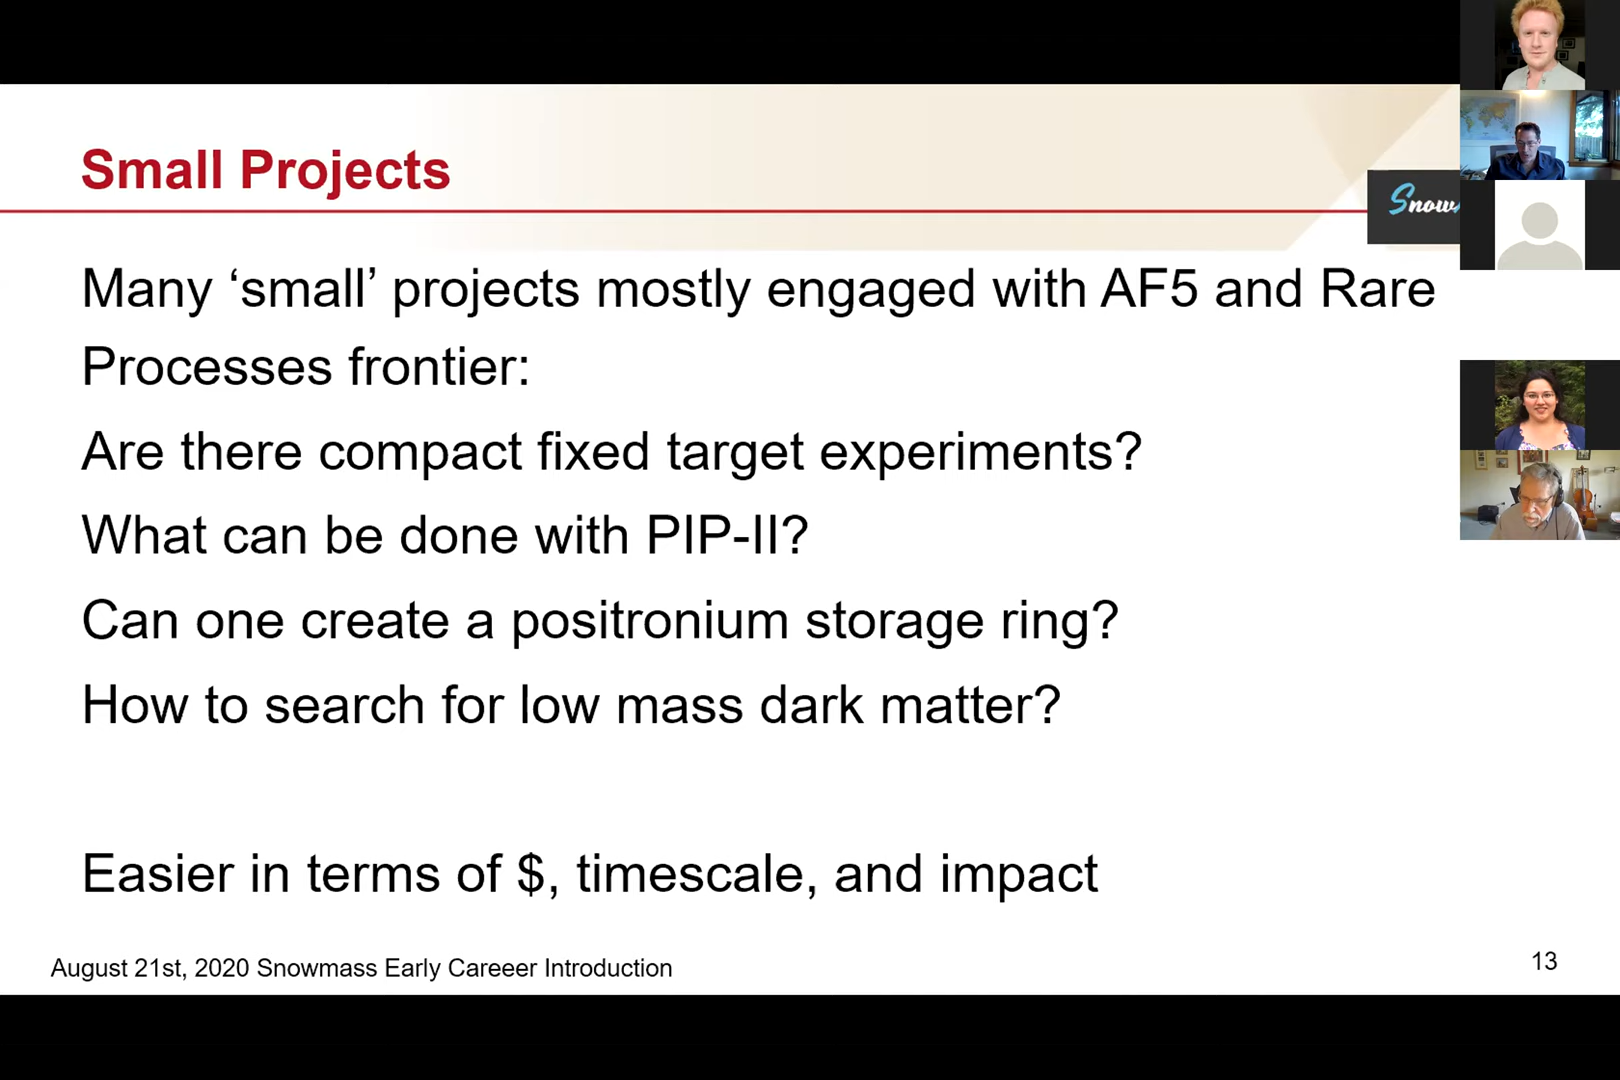 Small Projects
Snow
Many ‘small’ projects mostly engaged with AF5 and Rare
Processes frontier:
Are there compact fixed target experiments?
What can be done with PIP-II?
Can one create a positronium storage ring?
How to search for low mass dark matter?
Easier in terms of $, timescale, and impact
August 21st, 2020 Snowmass Early Careeer Introduction
13